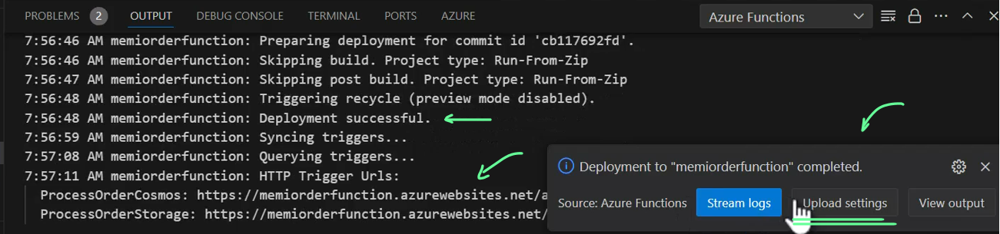 PROBLEMS 2 OUTPUT DEBUG CONSOLE TERMINAL PORTS AZURE Azure Functions
7:56:46 AM memiorderfunction: Preparing deployment for commit id 'cb117692fd'.
7:56:46 AM memiorderfunction: Skipping build. Project type: Run-From-Zip
7:56:47 AM memiorderfunction: Skipping post build. Project type: Run-From-Zip
7:56:48 AM memiorderfunction: Triggering recycle (preview mode disabled).
7:56:48 AM memiorderfunction: Deployment successful.
7:56:59 AM memiorderfunction: Syncing triggers...
7:57:08 AM memiorderfunction: Querying triggers...
7:57:11 AM memiorderfunction: HTTP Trigger Urls:
ProcessOrderCosmos: https://memiorderfunction.azurewebsites.net/a
ProcessOrderStorage: https://memiorderfunction.azurewebsites.net/
Deployment to "memiorderfunction" completed.
Source: Azure Functions Stream logs Upload settings View output